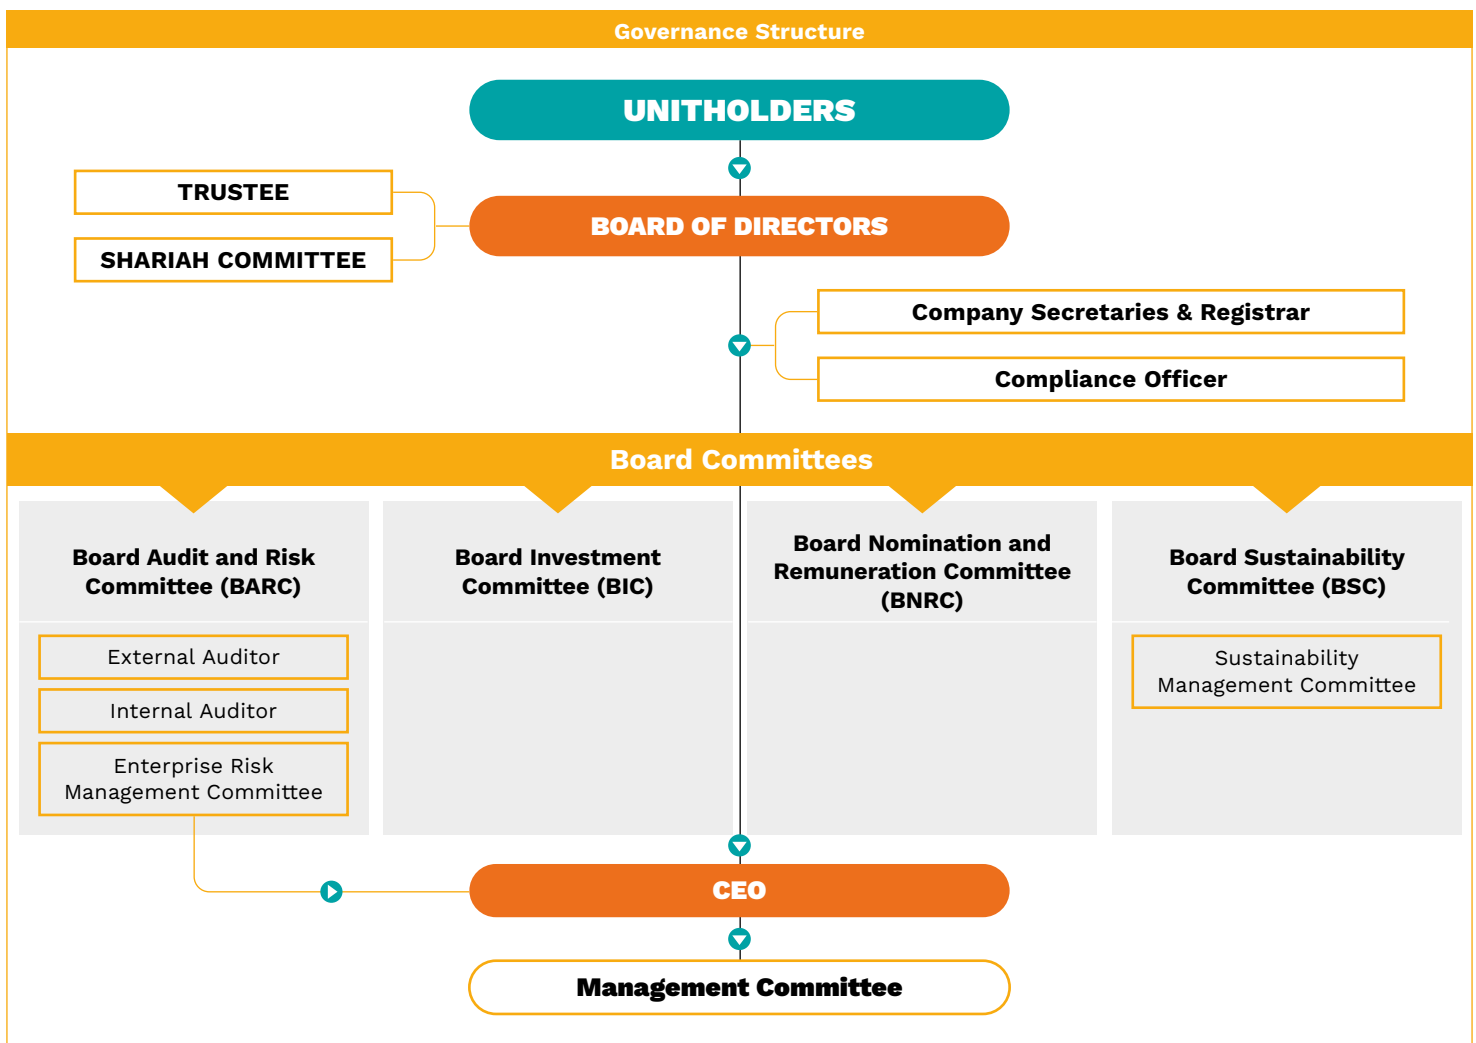 Governance Structure
UNITHOLDERS
TRUSTEE
BOARD OF DIRECTORS
SHARIAH COMMITTEE
Company Secretaries & Registrar
Compliance Officer
Board Committees
Board Audit and Risk
Committee (BARC)
External Auditor
Internal Auditor
Enterprise Risk
Management Committee
Board Investment
Committee (BIC)
Board Nomination and
Remuneration Committee
(BNRC)
Board Sustainability
Committee (BSC)
Sustainability
Management Committee
CEO
Management Committee